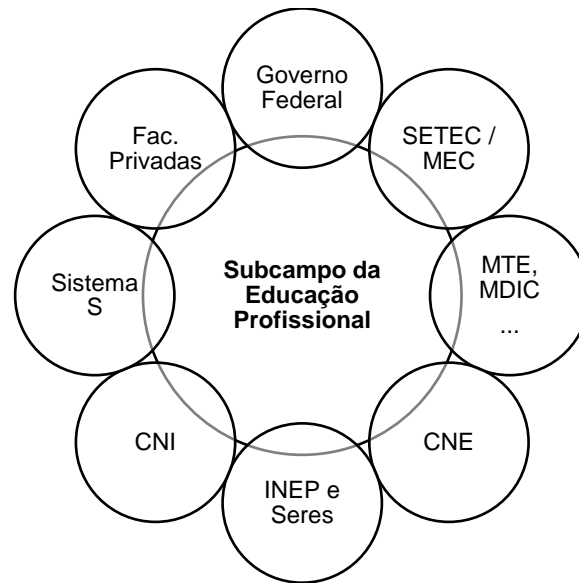 Governo
Federal
SETEC /
MEC
MTE,
MDIC
...
CNE
INEP e
Seres
CNI
Sistema
S
Fac.
Privadas
Subcampo da
Educação
Profissional